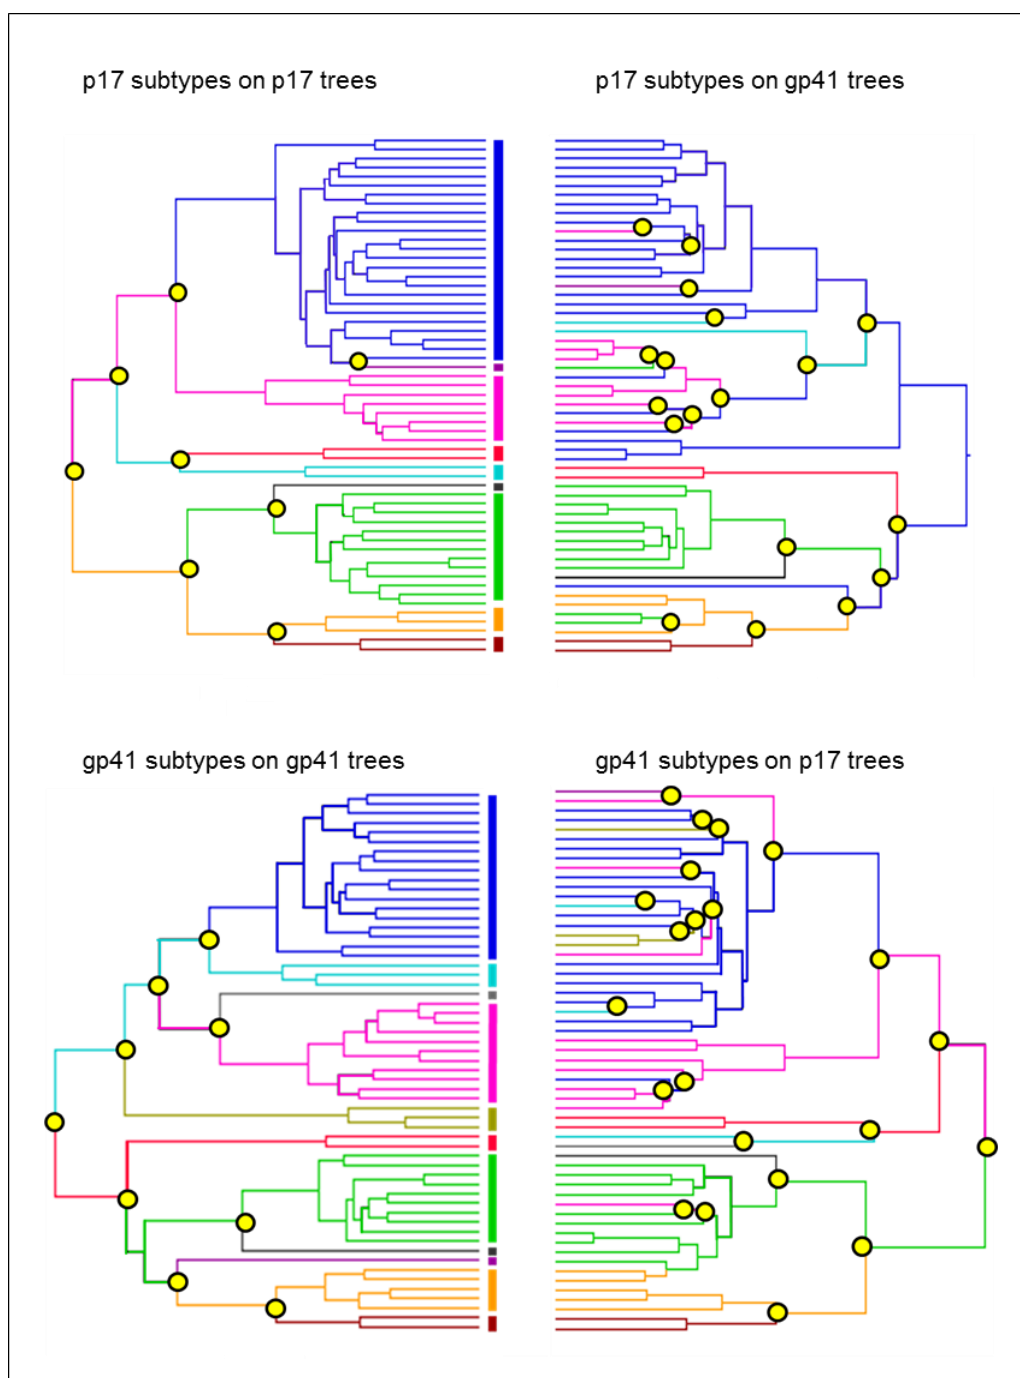 p17 subtypes on p17 trees
p17 subtypes on gp41 trees
gp41 subtypes on gp41 trees
gp41 subtypes on p17 trees